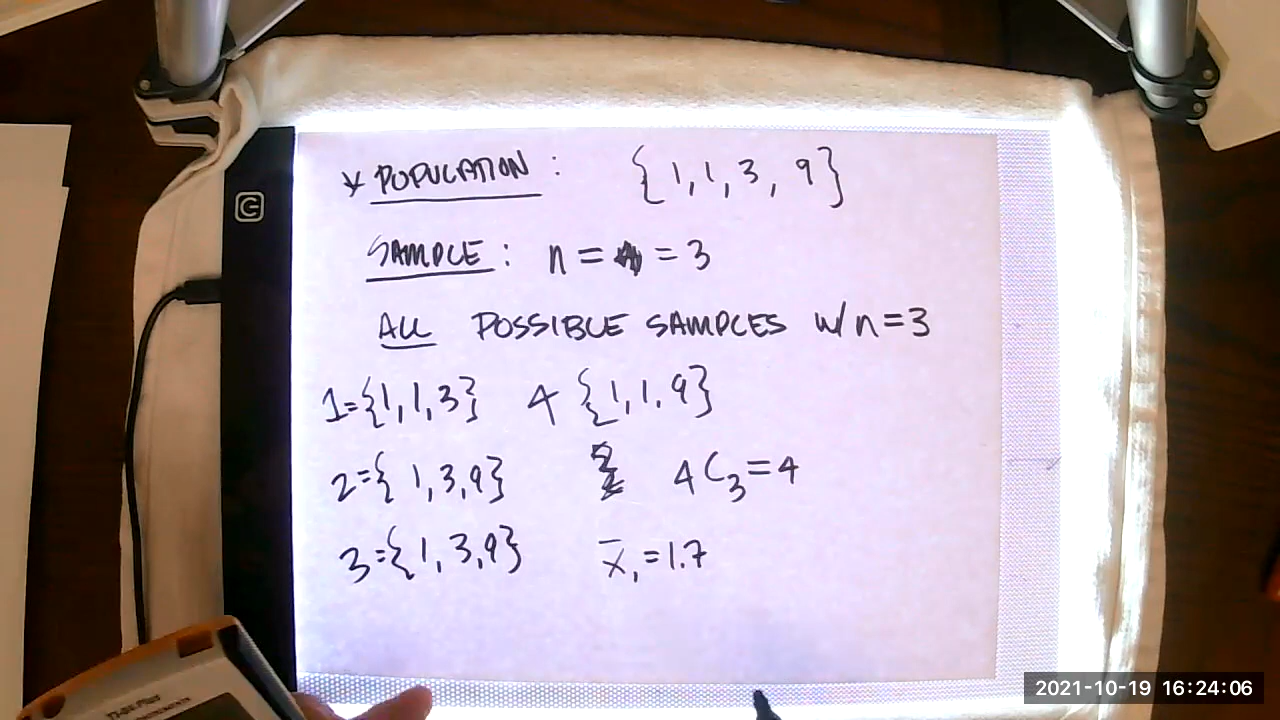 * POPULATION : {1, 1, 3, 9}
SAMPLE : n = = 3
ALL POSSIBLE SAMPLES w/ n=3
1={1, 1, 3} 4 {1, 1, 9}
2={ 1, 3, 9} 4C3=4
3={1, 3, 9} x̄1=1.7
2021-10-19 16:24:06